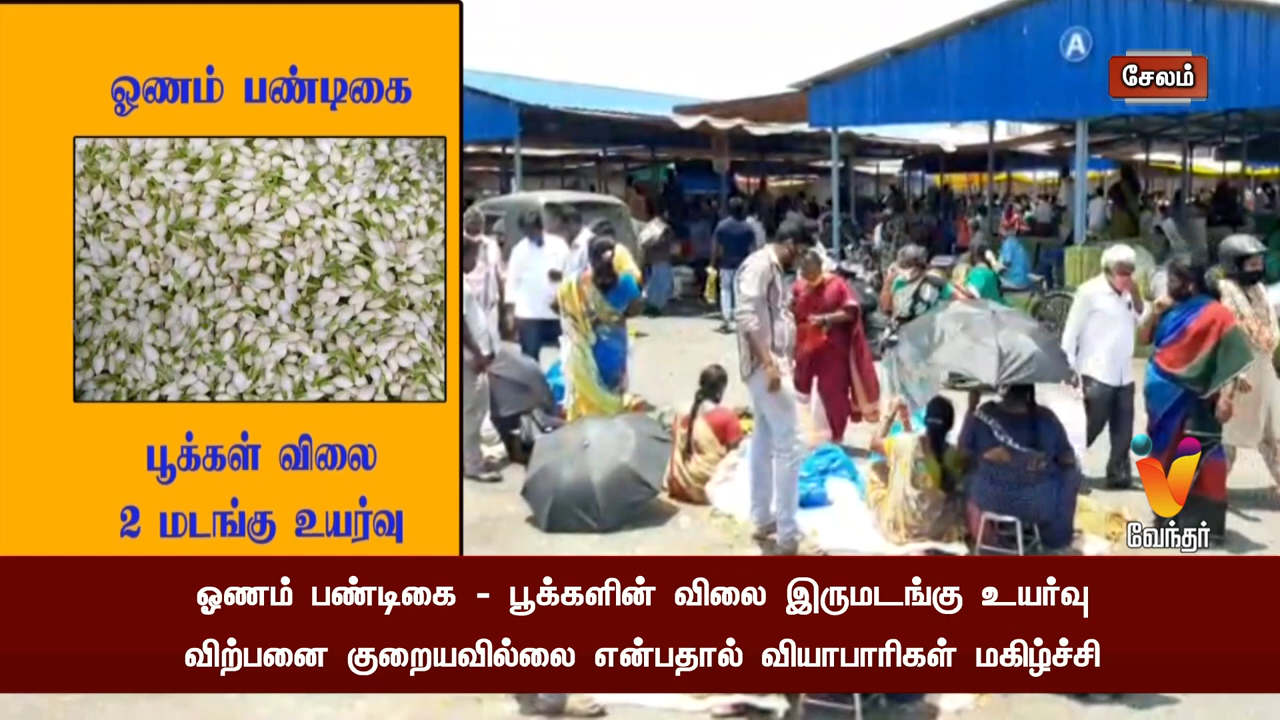 ஓணம் பண்டிகை
பூக்கள் விலை
2 மடங்கு உயர்வு
A
சேலம்
வேந்தர்
ஓணம் பண்டிகை - பூக்களின் விலை இருமடங்கு உயர்வு
விற்பனை குறையவில்லை என்பதால் வியாபாரிகள் மகிழ்ச்சி